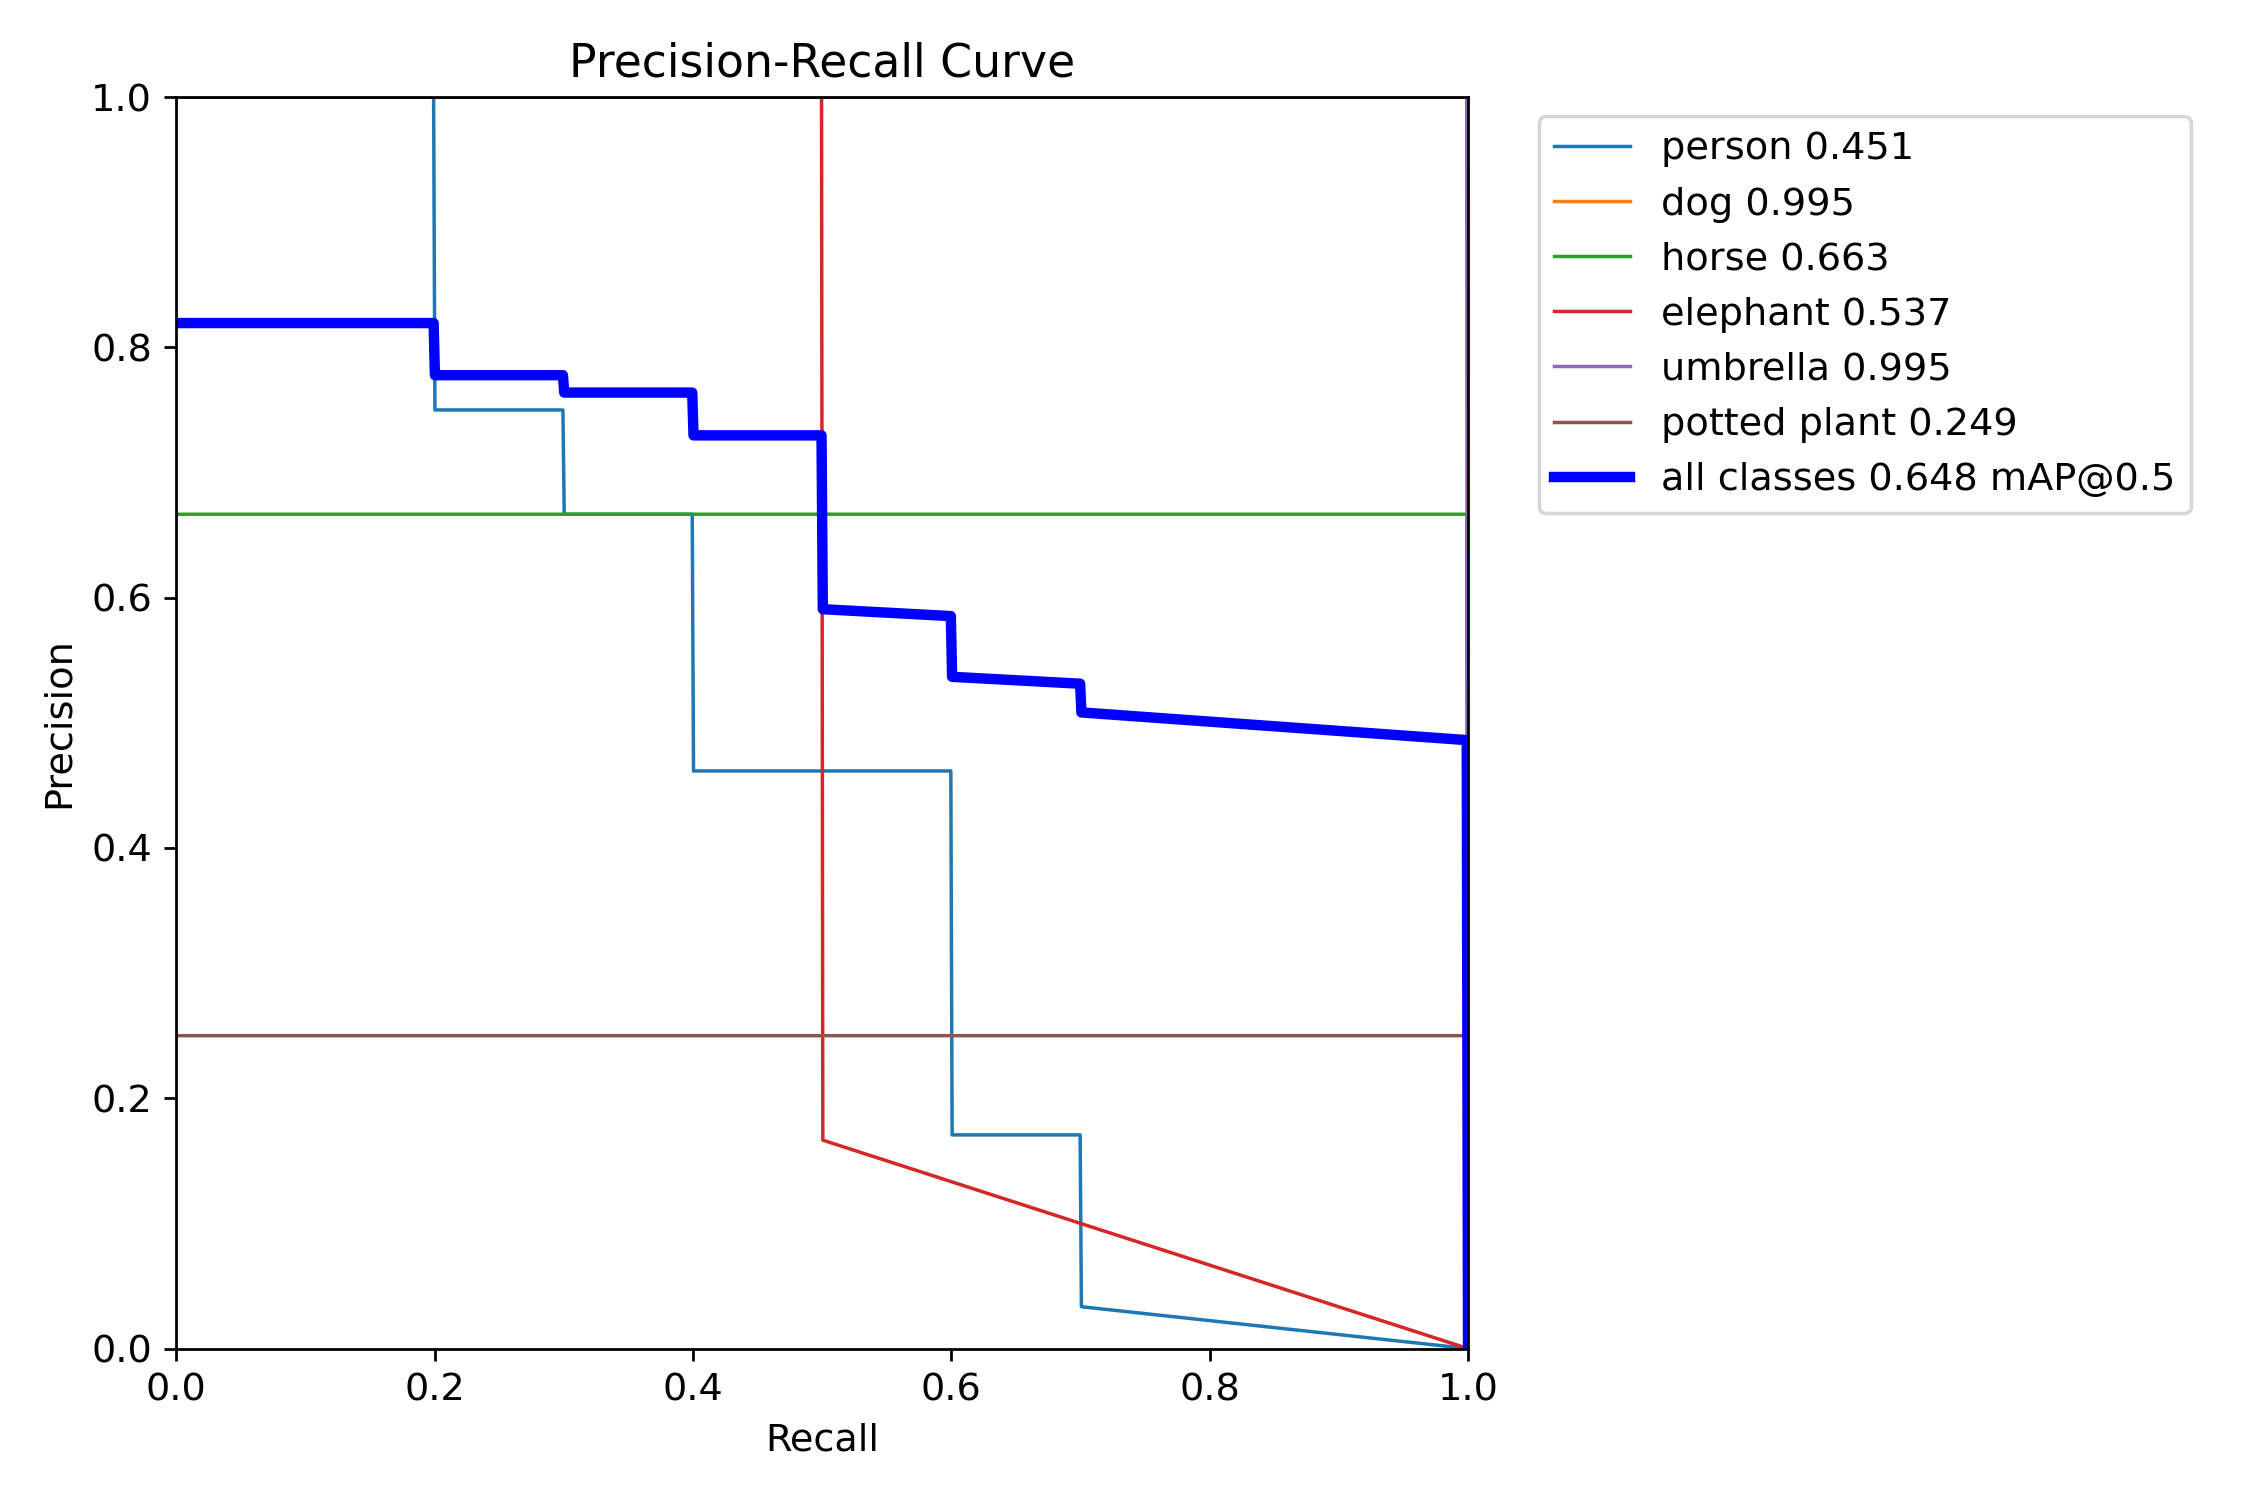 Precision-Recall Curve
1.0
0.8
0.6
0.4
0.2
0.0
Precision
0.0 0.2 0.4 0.6 0.8 1.0
Recall
person 0.451
dog 0.995
horse 0.663
elephant 0.537
umbrella 0.995
potted plant 0.249
all classes 0.648 mAP@0.5